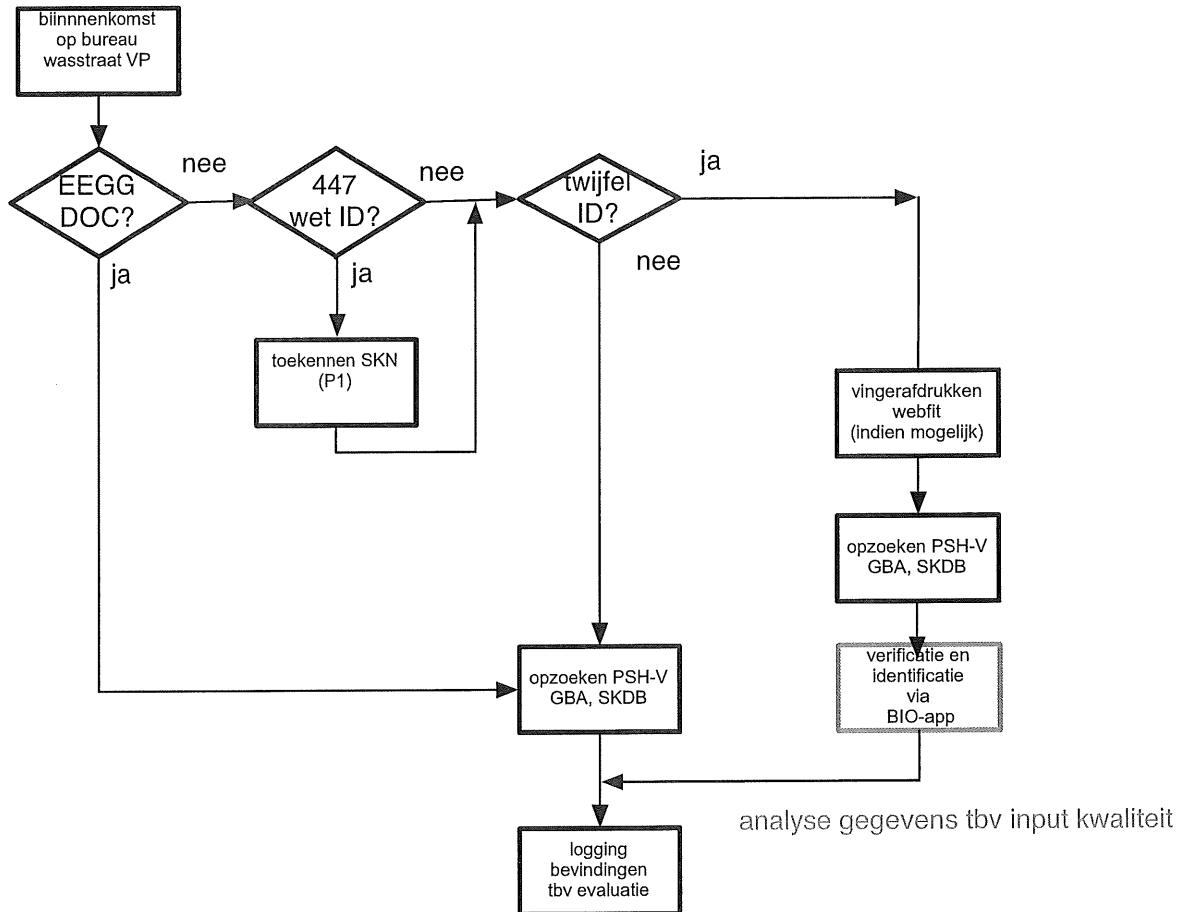 biinnnenkomst
op bureau
wasstraat VP
EEGG
DOC?
nee
447
wet ID?
nee
twijfel
ID?
ja
ja
ja
nee
toekennen SKN
(P1)
vingerafdrukken
webfit
(indien mogelijk)
opzoeken PSH-V
GBA, SKDB
verificatie en
identificatie
via
BIO-app
opzoeken PSH-V
GBA, SKDB
analyse gegevens tbv input kwaliteit
logging
bevindingen
tbv evaluatie